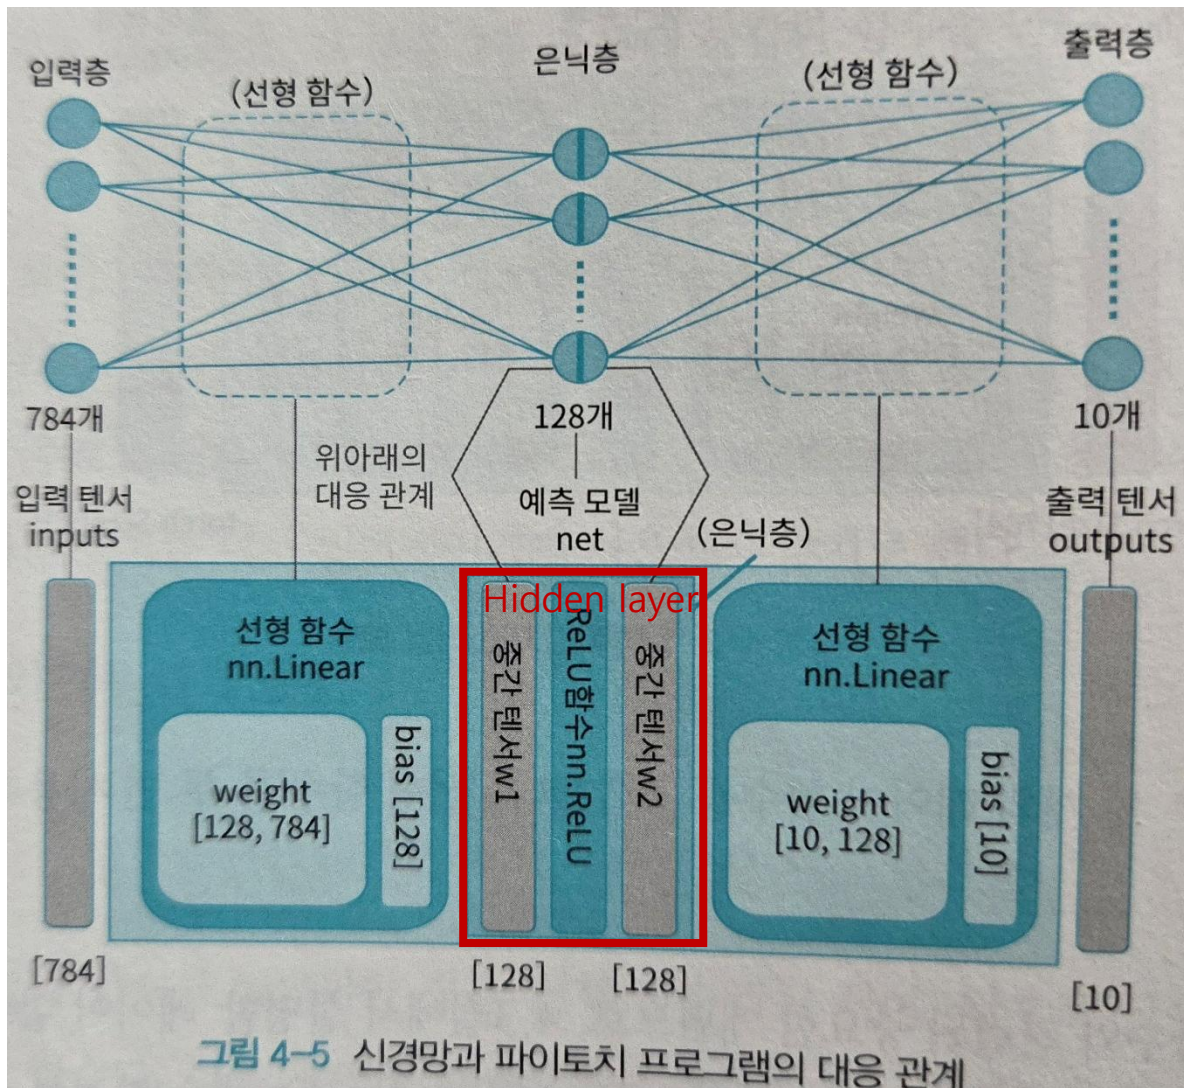 입력층
(선형 함수)
은닉층
(선형 함수)
출력층
784개
128개
10개
위아래의
대응 관계
입력 텐서
inputs
예측 모델
net
(은닉층)
출력 텐서
outputs
선형 함수
nn.Linear
weight
[128, 784]
bias [128]
Hidden layer
중간 텐서w1
ReLU함수nn.ReLU
중간 텐서w2
선형 함수
nn.Linear
weight
[10, 128]
bias [10]
[784]
[128]
[128]
[10]
그림 4-5 신경망과 파이토치 프로그램의 대응 관계